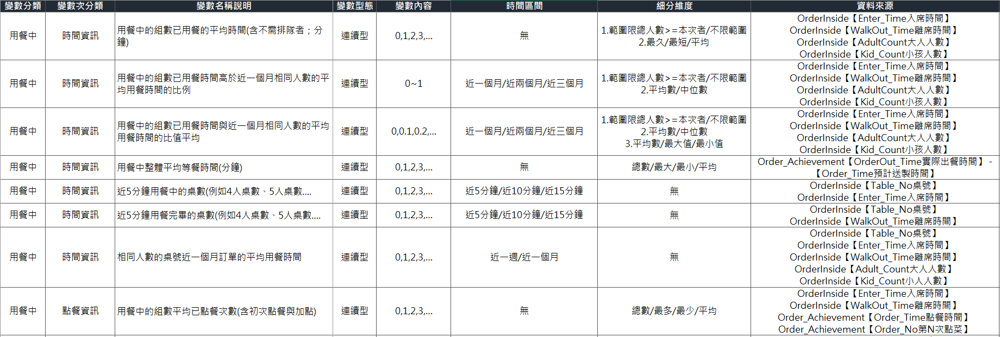 變數分類 變數次分類 變數名稱說明 變數型態 變數內容 時間區間 細分維度 資料來源
用餐中 時間資訊 用餐中的組數已用餐的平均時間(含不需排隊者；分
鐘) 連續型 0,1,2,3,... 無 1.範圍限總人數>=本次者/不限範圍
2.最久/最短/平均 OrderInside【Enter_Time入席時間】
OrderInside【WalkOut_Time離席時間】
OrderInside【AdultCount大人人數】
OrderInside【Kid_Count小孩人數】
用餐中 時間資訊 用餐中的組數已用餐時間高於近一個月相同人數的平
均用餐時間的比例 連續型 0~1 近一個月/近兩個月/近三個月 1.範圍限總人數>=本次者/不限範圍
2.平均數/中位數 OrderInside【Enter_Time入席時間】
OrderInside【WalkOut_Time離席時間】
OrderInside【AdultCount大人人數】
OrderInside【Kid_Count小孩人數】
用餐中 時間資訊 用餐中的組數已用餐時間與近一個月相同人數的平均
用餐時間的比值平均 連續型 0,0.1,0.2,... 近一個月/近兩個月/近三個月 1.範圍限總人數>=本次者/不限範圍
2.平均數/中位數
3.平均數/最大值/最小值 OrderInside【Enter_Time入席時間】
OrderInside【WalkOut_Time離席時間】
OrderInside【AdultCount大人人數】
OrderInside【Kid_Count小孩人數】
用餐中 時間資訊 用餐中整體平均等餐時間(分鐘) 連續型 0,1,2,3,... 無 總數/最大/最小/平均 Order_Achievement【OrderOut_Time實際出餐時間】 -
【Order_Time預計送製時間】
用餐中 時間資訊 近5分鐘用餐中的桌數(例如4人桌數、5人桌數.... 連續型 0,1,2,3,... 近5分鐘/近10分鐘/近15分鐘 無 OrderInside【Table_No桌號】
OrderInside【Enter_Time入席時間】
用餐中 時間資訊 近5分鐘用餐完畢的桌數(例如4人桌數、5人桌數.... 連續型 0,1,2,3,... 近5分鐘/近10分鐘/近15分鐘 無 OrderInside【Table_No桌號】
OrderInside【WalkOut_Time離席時間】
用餐中 時間資訊 相同人數的桌號近一個月訂單的平均用餐時間 連續型 0,1,2,3,... 近一週/近一個月 無 OrderInside【Table_No桌號】
OrderInside【Enter_Time入席時間】
OrderInside【WalkOut_Time離席時間】
OrderInside【Adult_Count大人人數】
OrderInside【Kid_Count小人人數】
用餐中 點餐資訊 用餐中的組數平均已點餐次數(含初次點餐與加點) 連續型 0,1,2,3,... 無 總數/最多/最少/平均 OrderInside【Enter_Time入席時間】
OrderInside【WalkOut_Time離席時間】
Order_Achievement【Order_Time點餐時間】
Order_Achievement【Order_No第N次點菜】